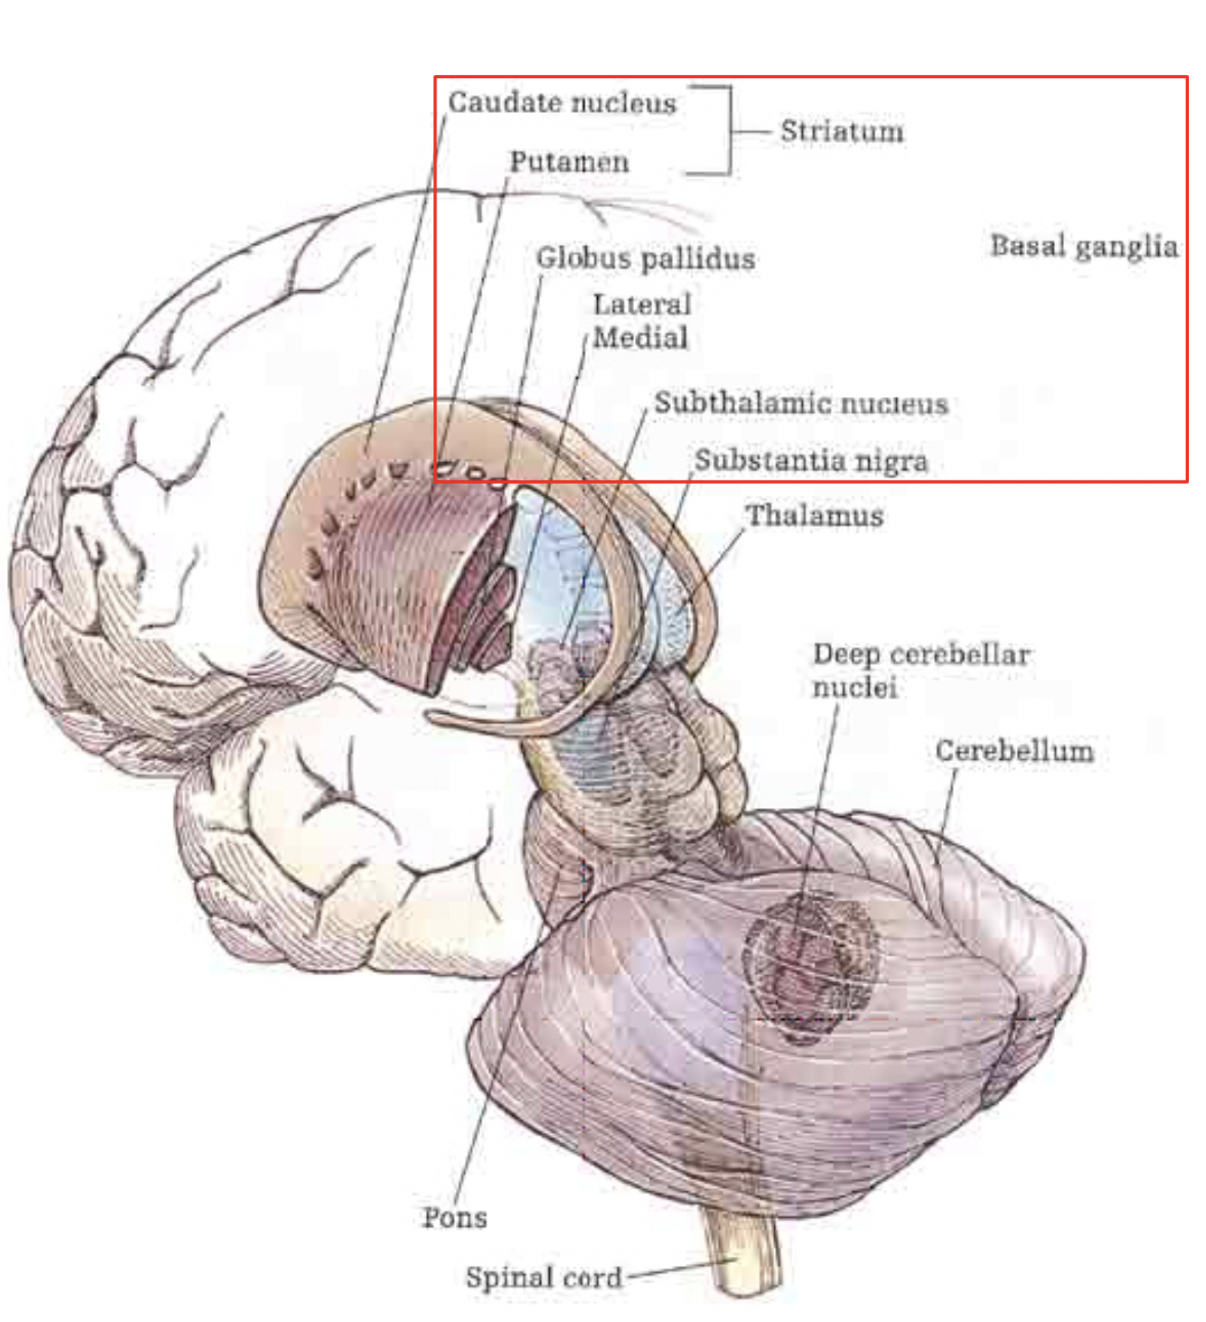 Caudate nucleus
Striatum
Putamen
Basal ganglia
Globus pallidus
Lateral
Medial
Subthalamic nucleus
Substantia nigra
Thalamus
Deep cerebellar
nuclei
Cerebellum
Pons
Spinal cord